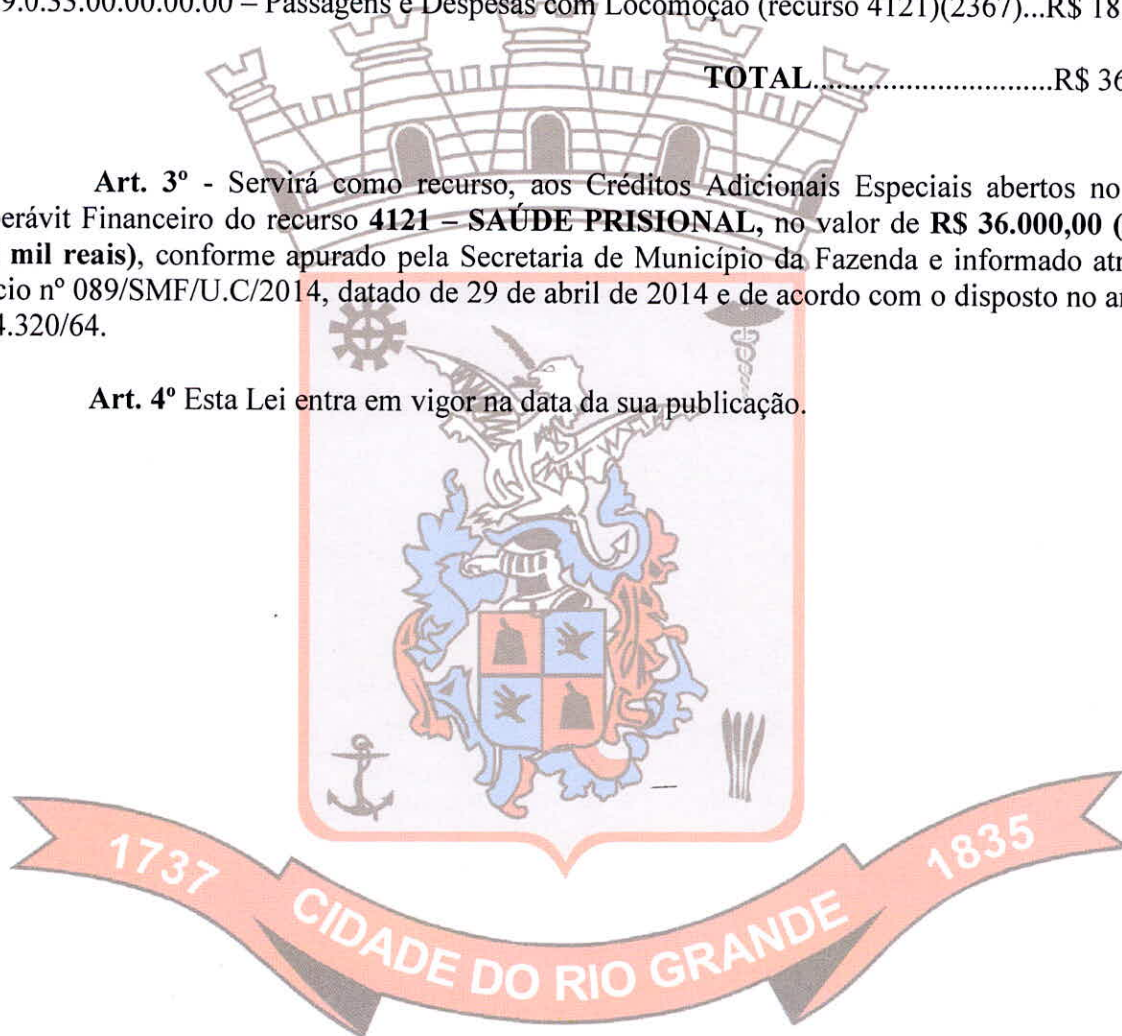 9.0.33.00.00.00.00 – Passagens e Despesas com Locomoção (recurso 4121)(2367)...R$ 18
TOTAL...............................R$ 36
Art. 3º - Servirá como recurso, aos Créditos Adicionais Especiais abertos no
erávit Financeiro do recurso 4121 – SAÚDE PRISIONAL, no valor de R$ 36.000,00 (
mil reais), conforme apurado pela Secretaria de Município da Fazenda e informado atr
cio nº 089/SMF/U.C/2014, datado de 29 de abril de 2014 e de acordo com o disposto no ar
4.320/64.
Art. 4º Esta Lei entra em vigor na data da sua publicação.
1737 CIDADE DO RIO GRANDE 1835